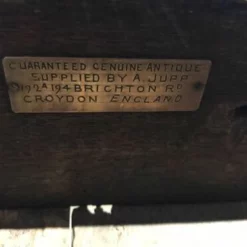 GUARANTEED GENUINE ANTIQUE
SUPPLIED BY A. JUPP
192A 194 BRIGHTON RD
CROYDON ENGLAND